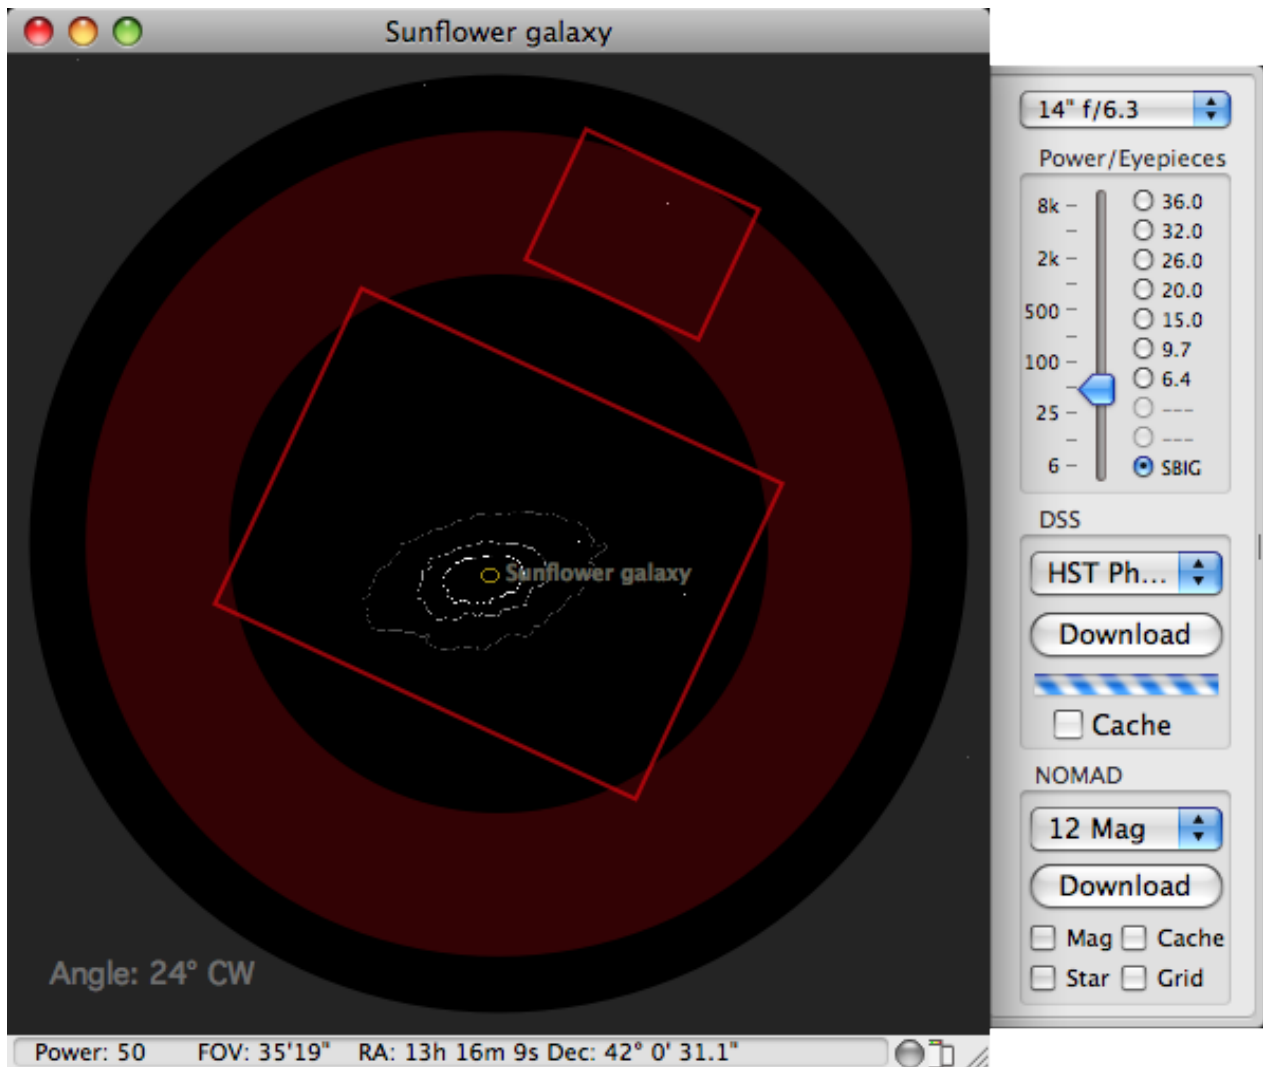 Sunflower galaxy
14" f/6.3
Power/Eyepieces
8k
2k
500
100
25
6
36.0
32.0
26.0
20.0
15.0
9.7
6.4
---
---
SBIG
DSS
HST Ph...
Download
Cache
NOMAD
12 Mag
Download
Mag Cache
Star Grid
Sunflower galaxy
Angle: 24° CW
Power: 50 FOV: 35'19" RA: 13h 16m 9s Dec: 42° 0' 31.1"